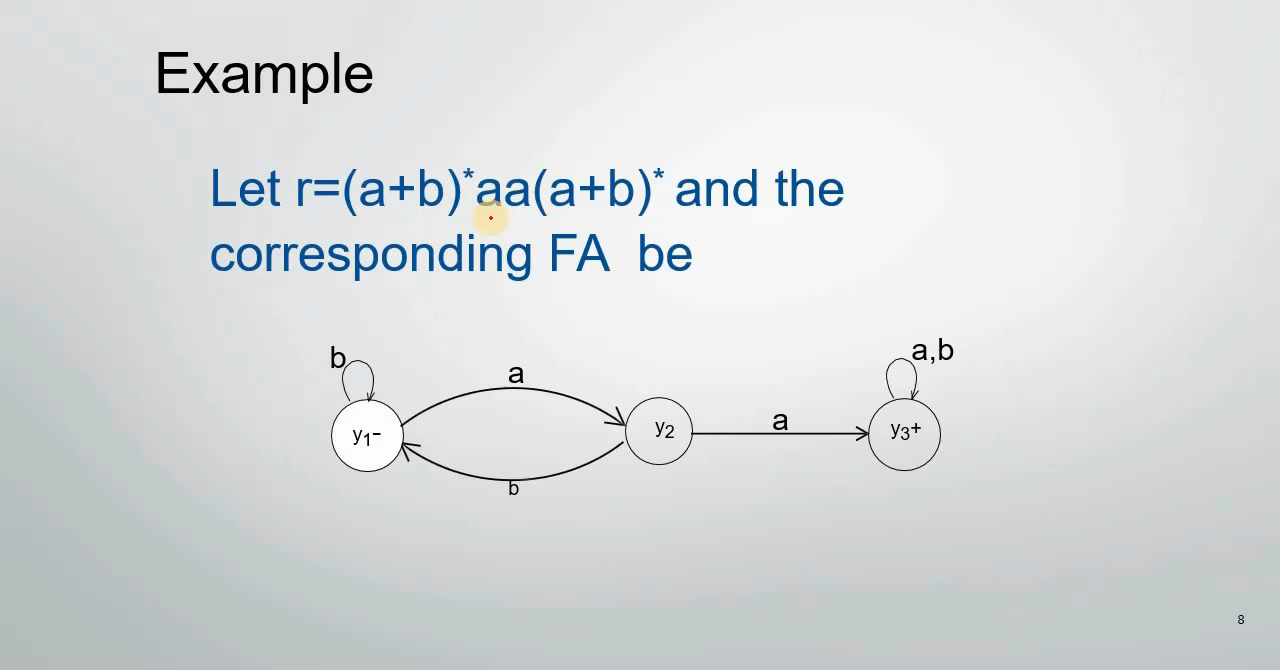 Example
Let r=(a+b)*aa(a+b)* and the
corresponding FA be
b
a
a,b
y1-
y2
a
y3+
b
8